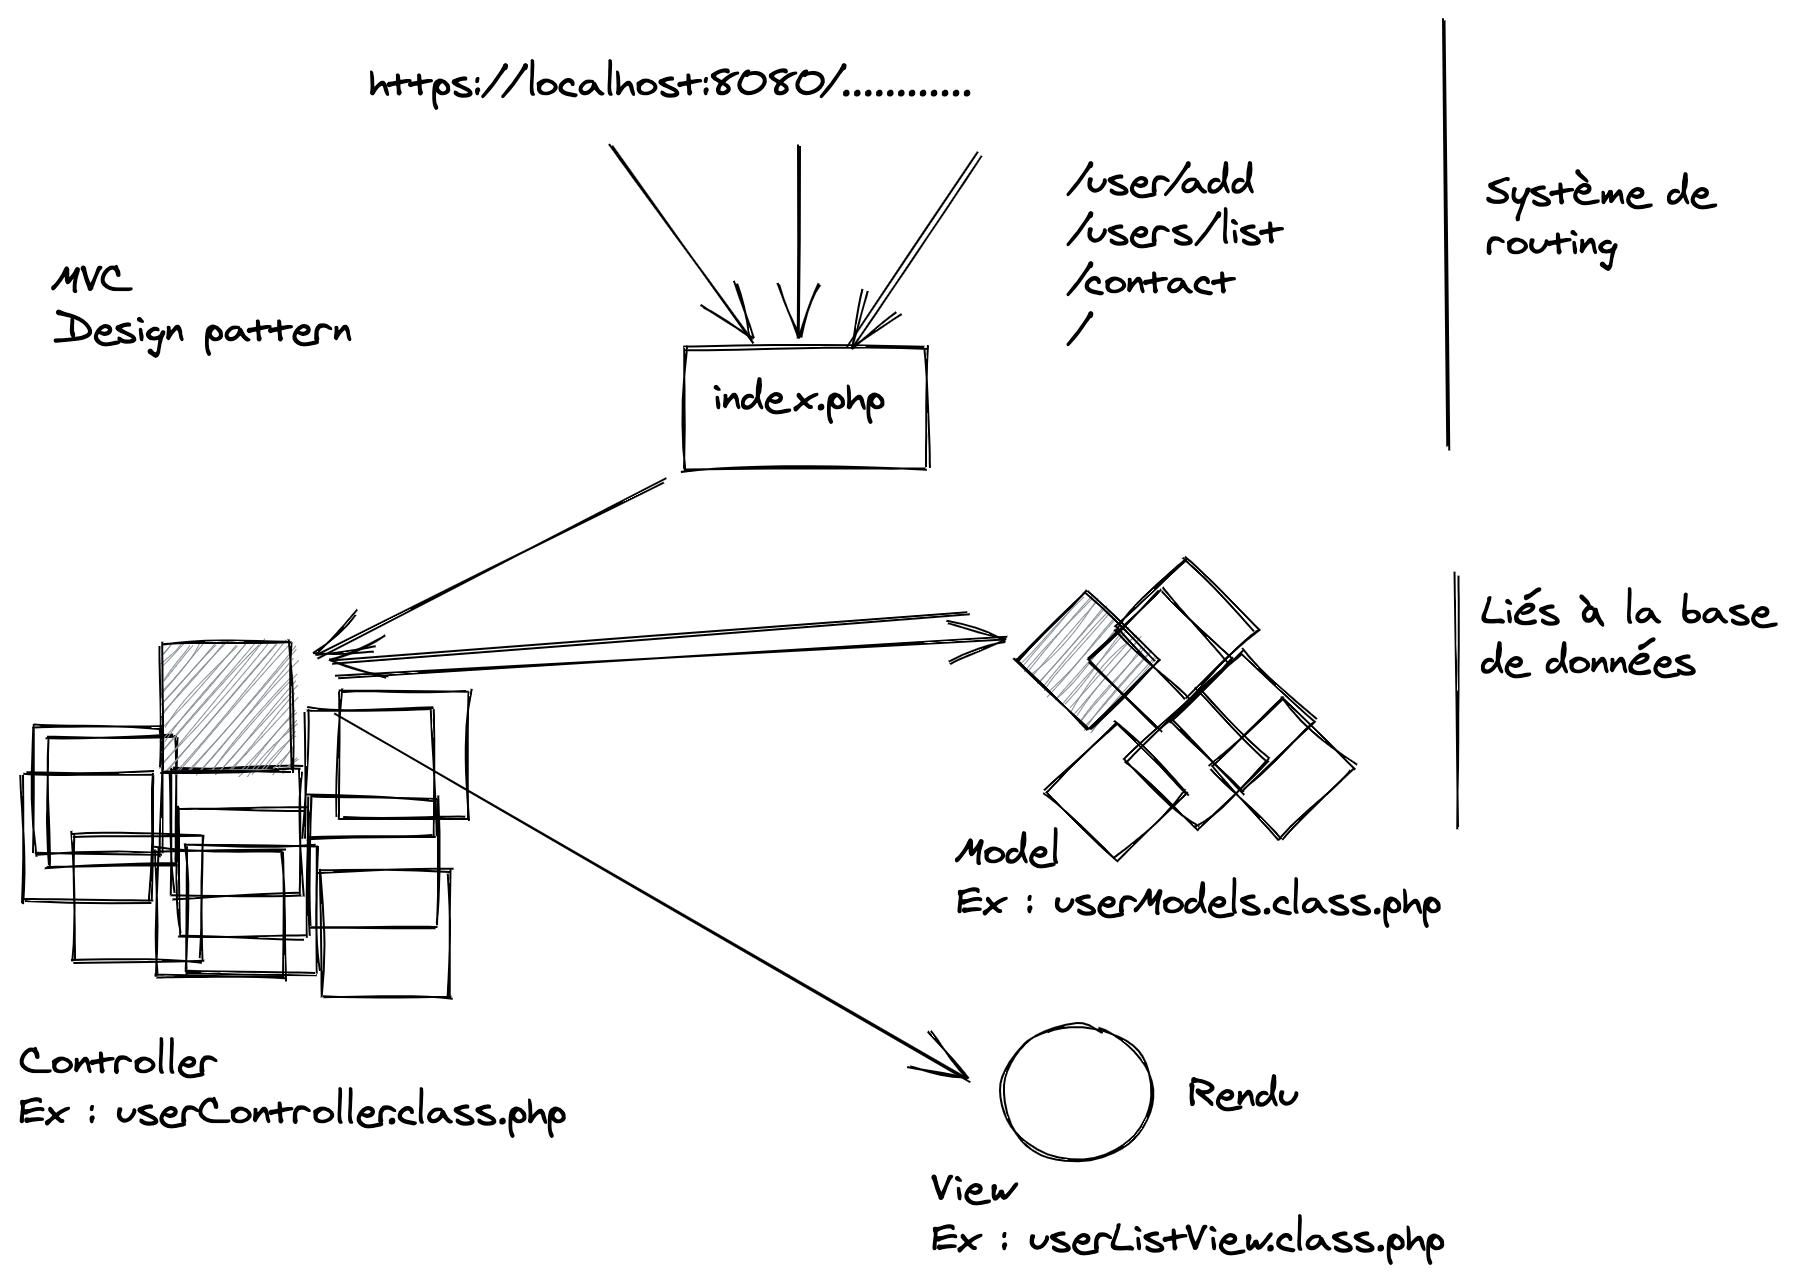 https://localhost:8080/............
/user/add
/users/list
/contact
/
Système de
routing
MVC
Design pattern
index.php
Liés à la base
de données
Model
Ex : userModels.class.php
Controller
Ex : userController.class.php
Rendu
View
Ex : userListView.class.php